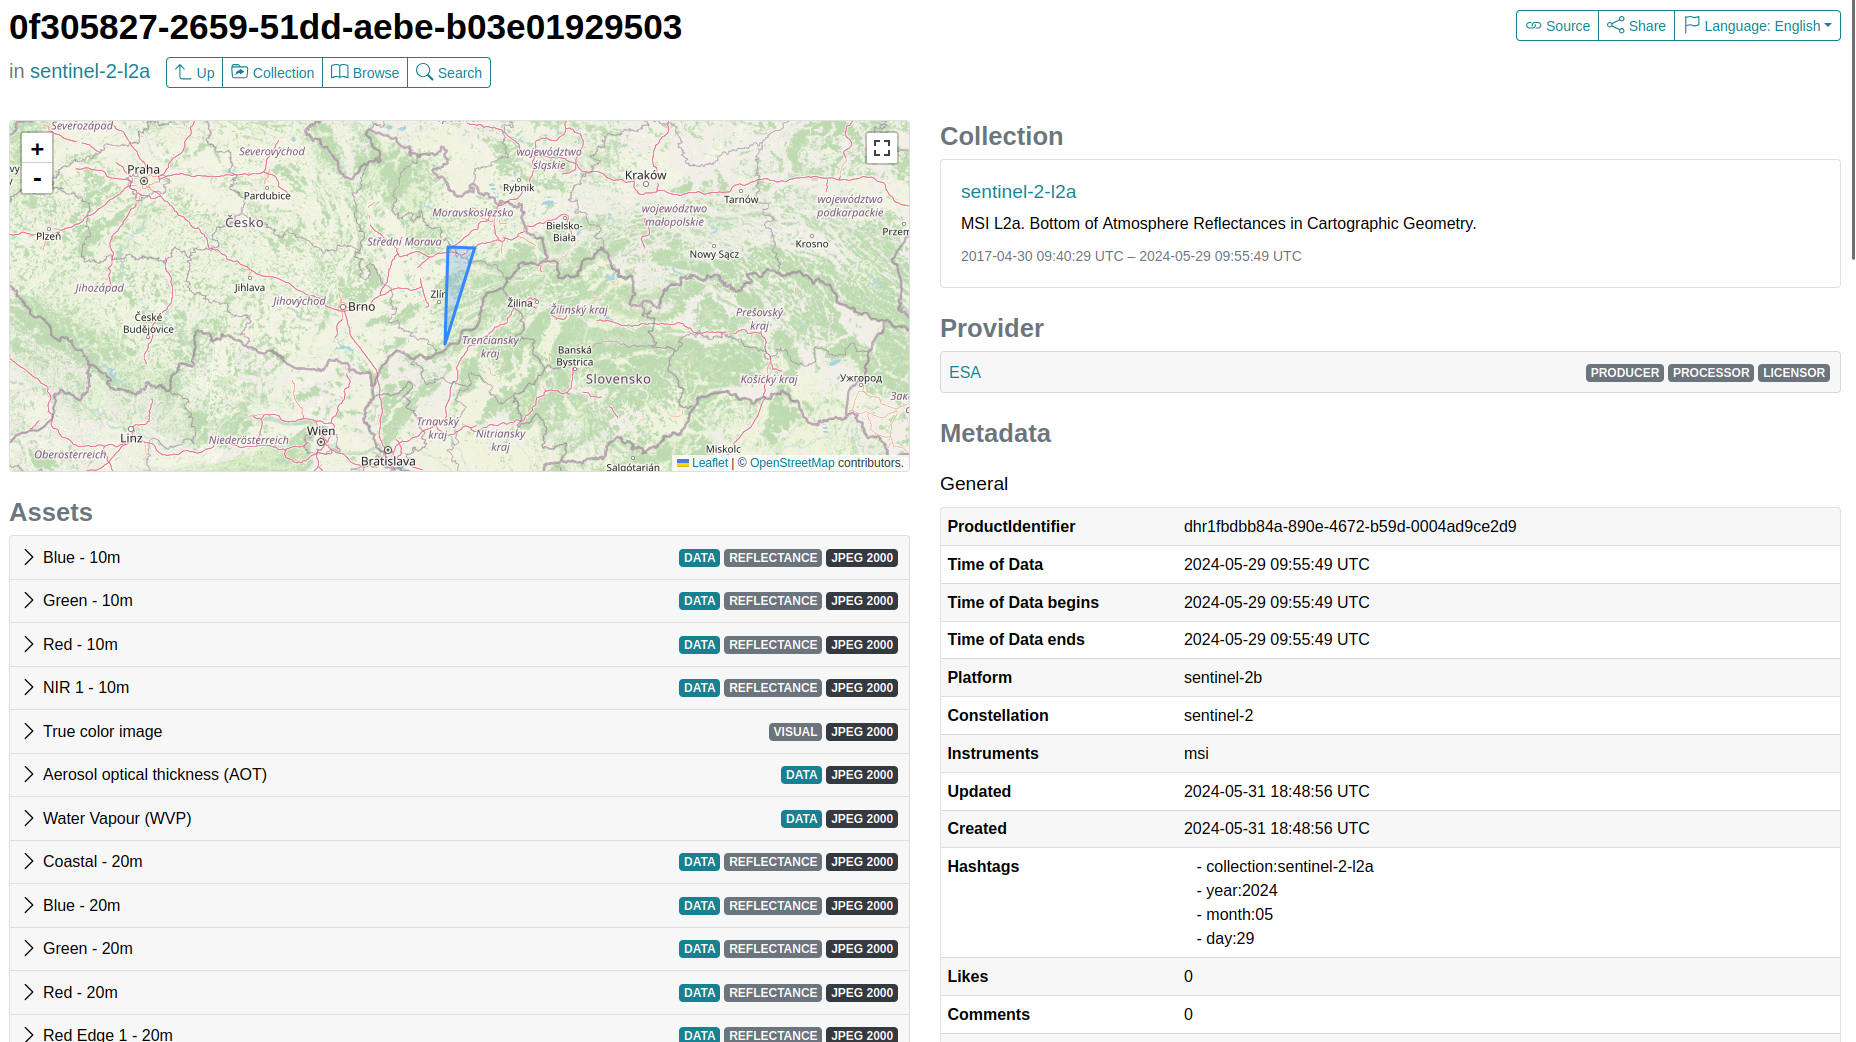 0f305827-2659-51dd-aebe-b03e01929503
in sentinel-2-l2a
Up
Collection
Browse
Search
Source
Share
Language: English
+
-
Severozápad
Praha
Severovýchod
Pardubice
Česko
Plzeň
Moravskoslezsko
Střední Morava
Jihozápad
Jihlava
Jihovýchod
Brno
České
Budějovice
województwo
śląskie
Rybnik
Kraków
Tarnów
województwo
małopolskie
województwo
podkarpackie
Bielsko-
Biała
Krosno
Przem
Nowy Sącz
Zlín
Žilina
Žilinský kraj
Prešovský
kraj
Trenčiansky
kraj
Banská
Bystrica
Slovensko
Košický kraj
Ужгород
Зак
Linz
Niederösterreich
Wien
Oberösterreich
Trnavský
kraj
Nitriansky
kraj
Bratislava
Miskolc
Salgótarján
Leaflet | © OpenStreetMap contributors.
Assets
Blue - 10m DATA REFLECTANCE JPEG 2000
Green - 10m DATA REFLECTANCE JPEG 2000
Red - 10m DATA REFLECTANCE JPEG 2000
NIR 1 - 10m DATA REFLECTANCE JPEG 2000
True color image VISUAL JPEG 2000
Aerosol optical thickness (AOT) DATA JPEG 2000
Water Vapour (WVP) DATA JPEG 2000
Coastal - 20m DATA REFLECTANCE JPEG 2000
Blue - 20m DATA REFLECTANCE JPEG 2000
Green - 20m DATA REFLECTANCE JPEG 2000
Red - 20m DATA REFLECTANCE JPEG 2000
Red Edge 1 - 20m DATA REFLECTANCE JPEG 2000
Collection
sentinel-2-l2a
MSI L2a. Bottom of Atmosphere Reflectances in Cartographic Geometry.
2017-04-30 09:40:29 UTC – 2024-05-29 09:55:49 UTC
Provider
ESA PRODUCER PROCESSOR LICENSOR
Metadata
General
ProductIdentifier dhr1fbdbb84a-890e-4672-b59d-0004ad9ce2d9
Time of Data 2024-05-29 09:55:49 UTC
Time of Data begins 2024-05-29 09:55:49 UTC
Time of Data ends 2024-05-29 09:55:49 UTC
Platform sentinel-2b
Constellation sentinel-2
Instruments msi
Updated 2024-05-31 18:48:56 UTC
Created 2024-05-31 18:48:56 UTC
Hashtags - collection:sentinel-2-l2a
- year:2024
- month:05
- day:29
Likes 0
Comments 0